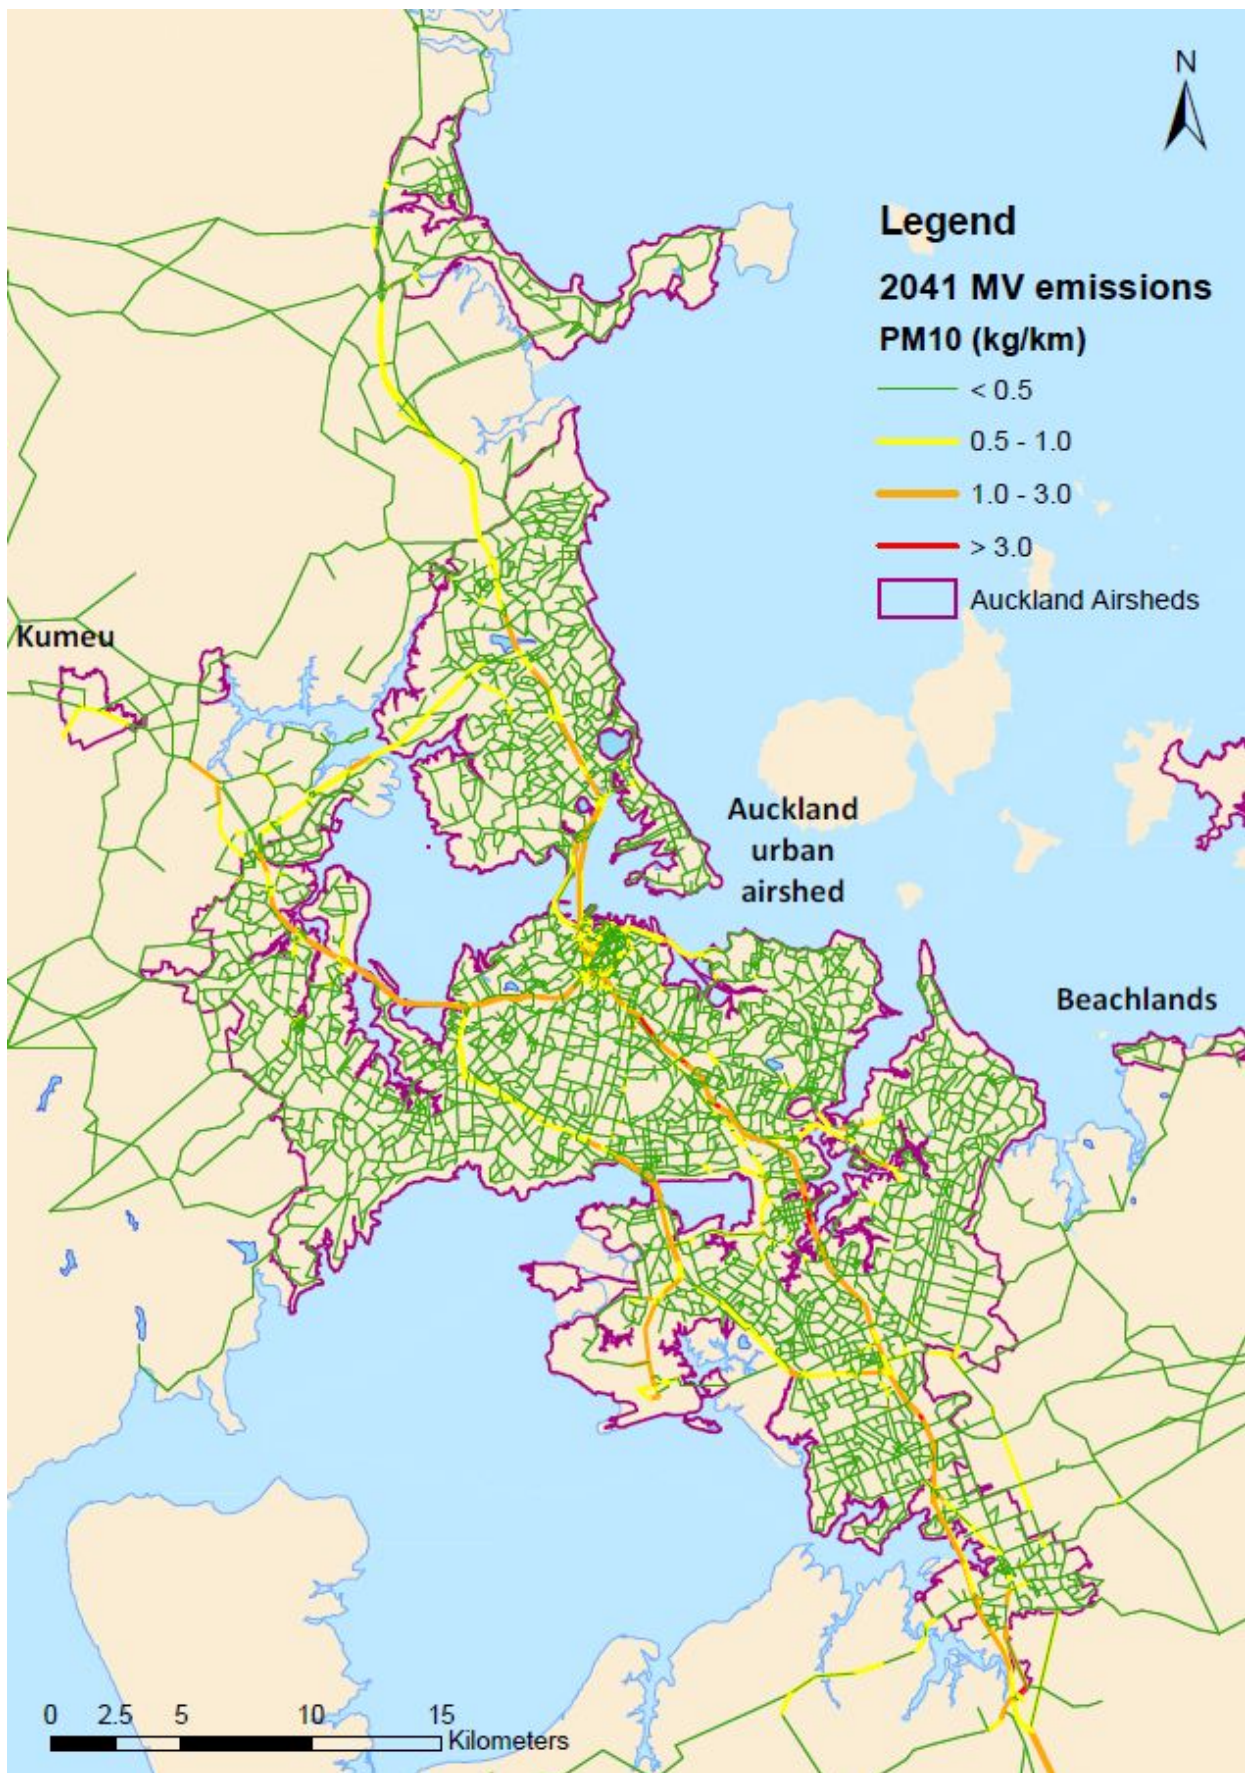 N
Legend
2041 MV emissions
PM10 (kg/km)
< 0.5
0.5 - 1.0
1.0 - 3.0
> 3.0
Auckland Airsheds
Kumeu
Auckland
urban
airshed
Beachlands
0 2.5 5 10 15
Kilometers